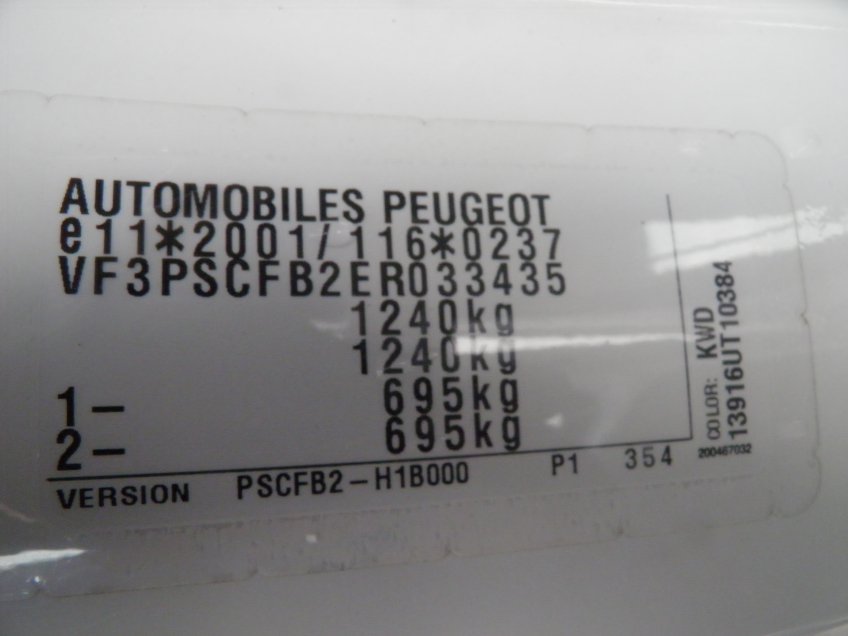 AUTOMOBILES PEUGEOT
e11*2001/116*0237
VF3PSCFB2ER033435
1240kg
1240kg
1- 695kg
2- 695kg
VERSION PSCFB2-H1B000 P1 354
COLOR: KWD
13916UT10384
200467032